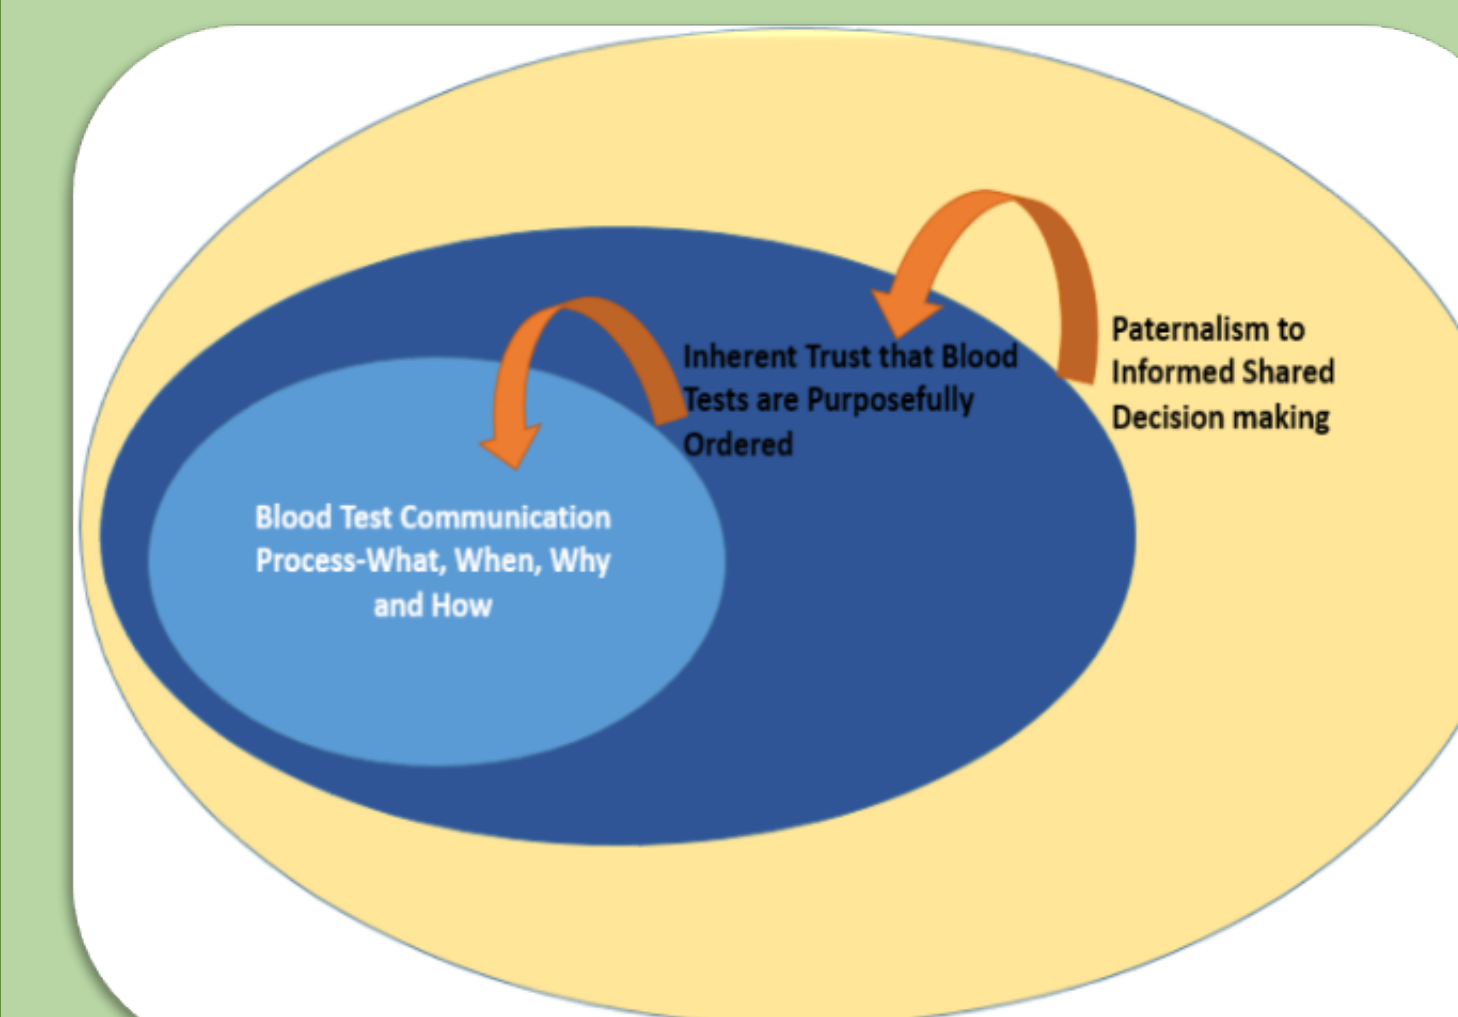 Paternalism to
Informed Shared
Decision making
Inherent Trust that Blood
Tests are Purposefully
Ordered
Blood Test Communication
Process-What, When, Why
and How